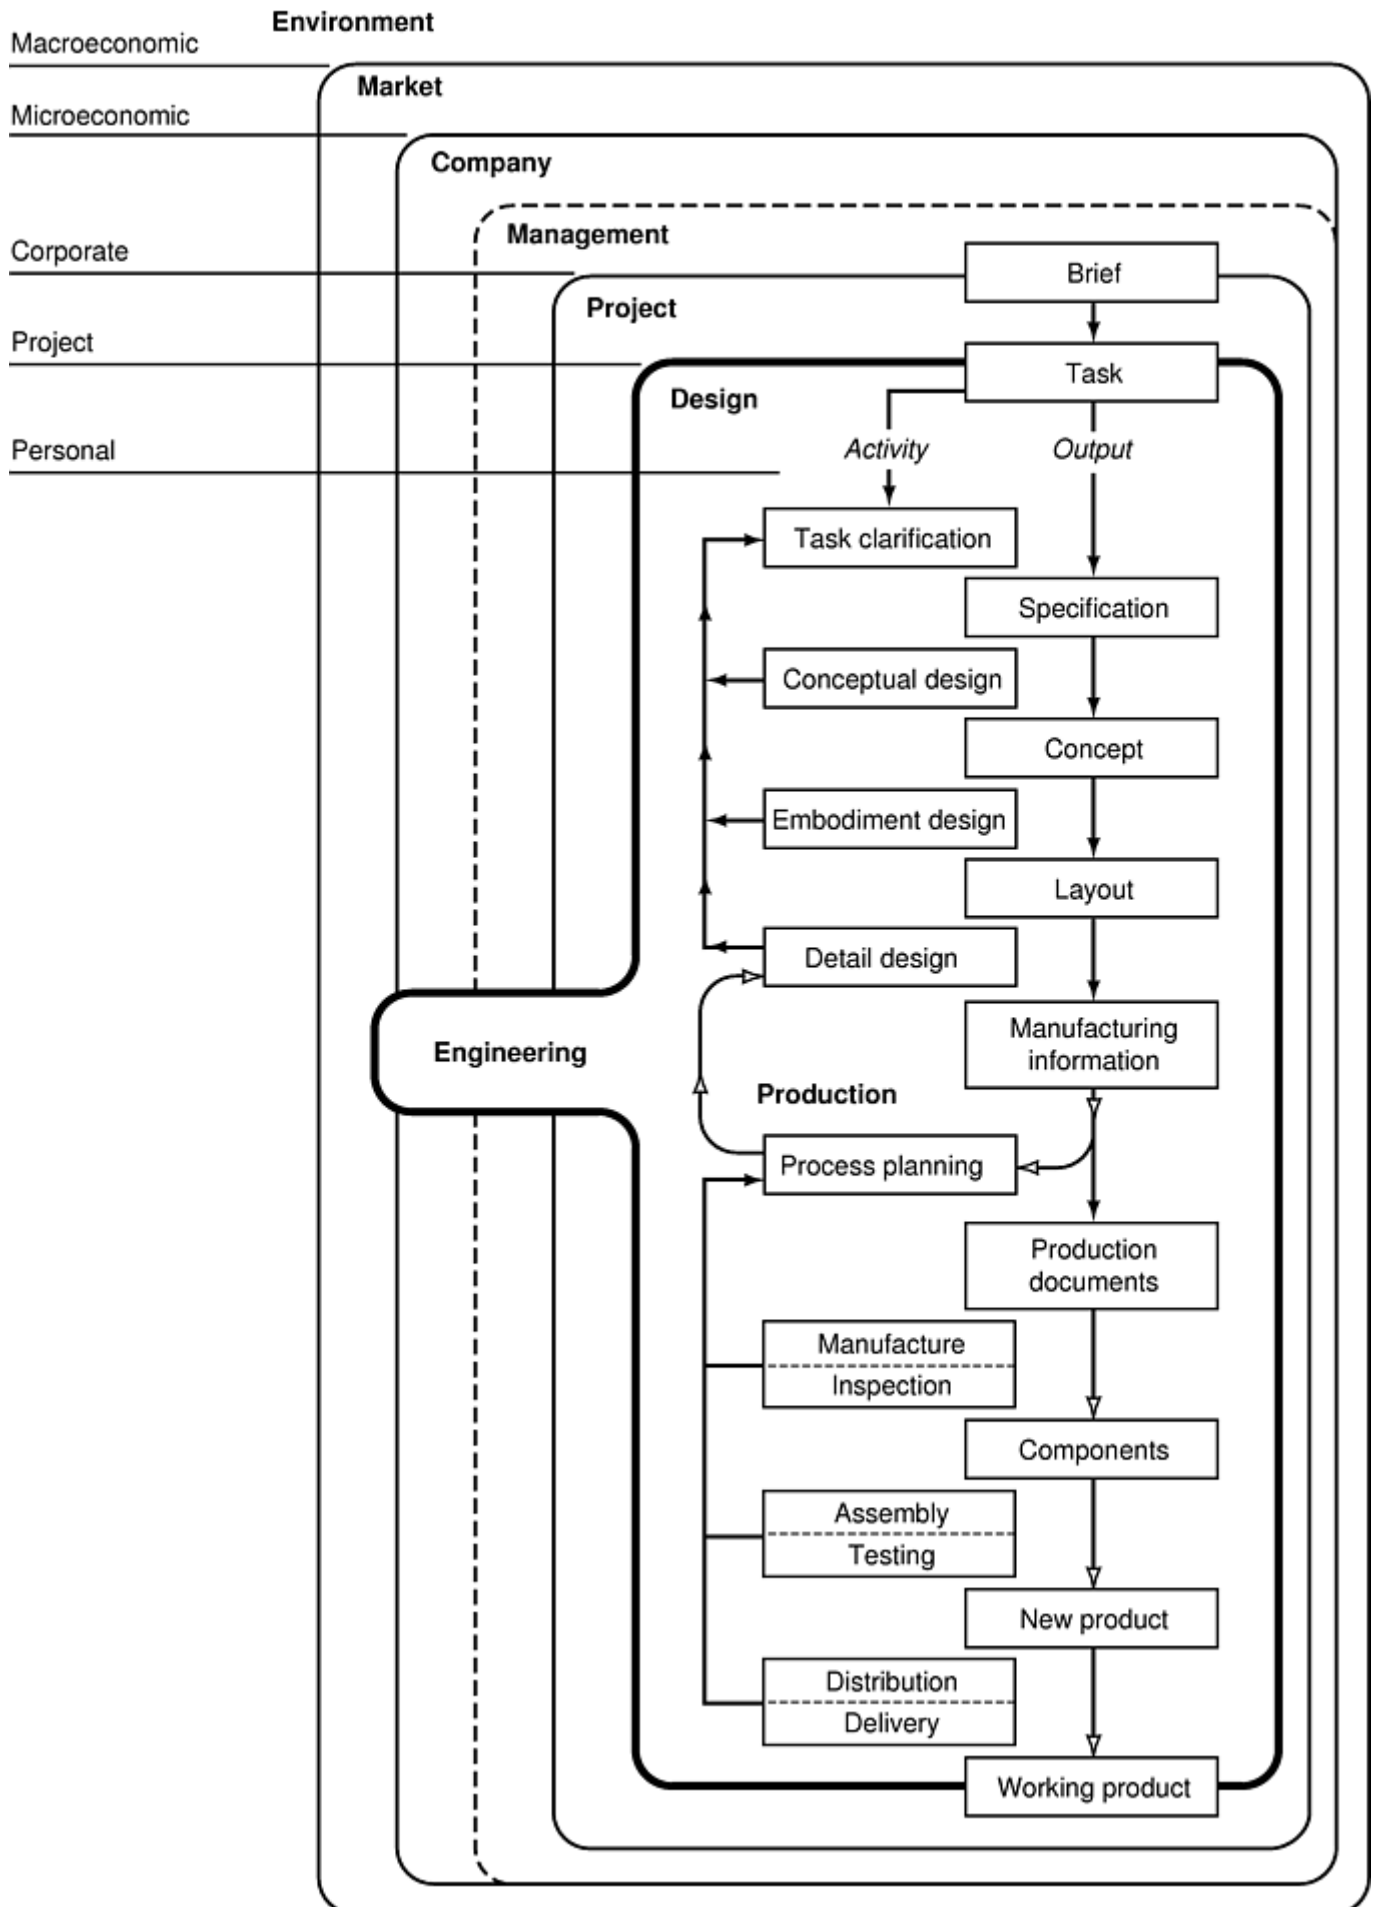 Environment
Macroeconomic
Market
Microeconomic
Company
Management
Corporate
Brief
Project
Project
Task
Design
Activity
Output
Personal
Task clarification
Specification
Conceptual design
Concept
Embodiment design
Layout
Detail design
Manufacturing
information
Engineering
Production
Process planning
Production
documents
Manufacture
Inspection
Components
Assembly
Testing
New product
Distribution
Delivery
Working product